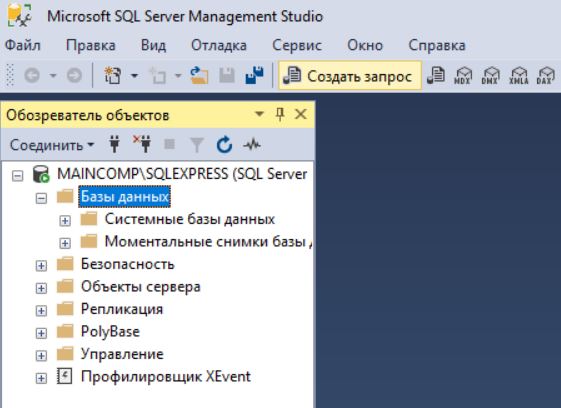 Microsoft SQL Server Management Studio
Файл Правка Вид Отладка Сервис Окно Справка
Создать запрос MDX DMX XMLA DAX
Обозреватель объектов
Соединить
MAINCOMP\SQLEXPRESS (SQL Server
Базы данных
Системные базы данных
Моментальные снимки базы
Безопасность
Объекты сервера
Репликация
PolyBase
Управление
Профилировщик XEvent